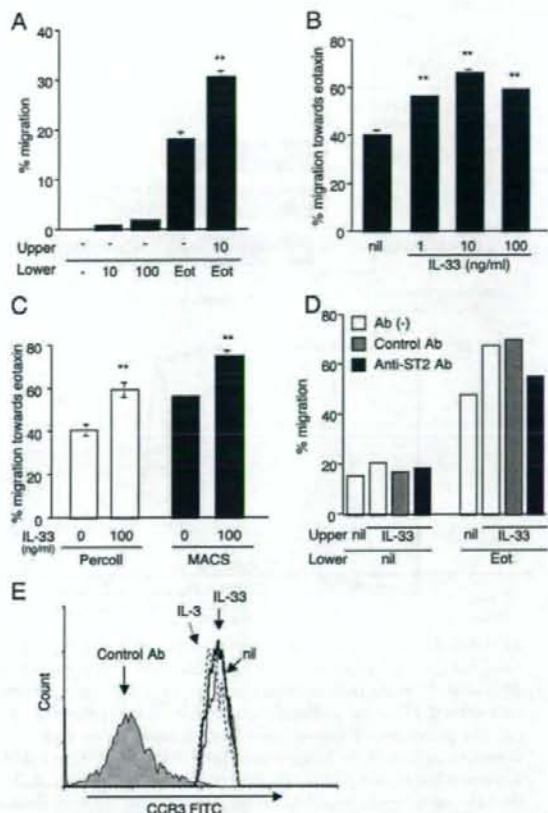 A
% migration
40
30
20
10
0
**
Upper - - - - 10
Lower - 10 100 Eot Eot
B
% migration towards eotaxin
80
60
40
20
0
** ** **
nil 1 10 100
IL-33 (ng/ml)
C
% migration towards eotaxin
80
60
40
20
0
** **
IL-33 0 100 0 100
(ng/ml)
Percoll MACS
D
% migration
80
60
40
20
0
Ab (-)
Control Ab
Anti-ST2 Ab
Upper nil IL-33 nil IL-33
Lower nil Eot
E
Count
Control Ab
IL-3
IL-33
nil
CCR3 FITC